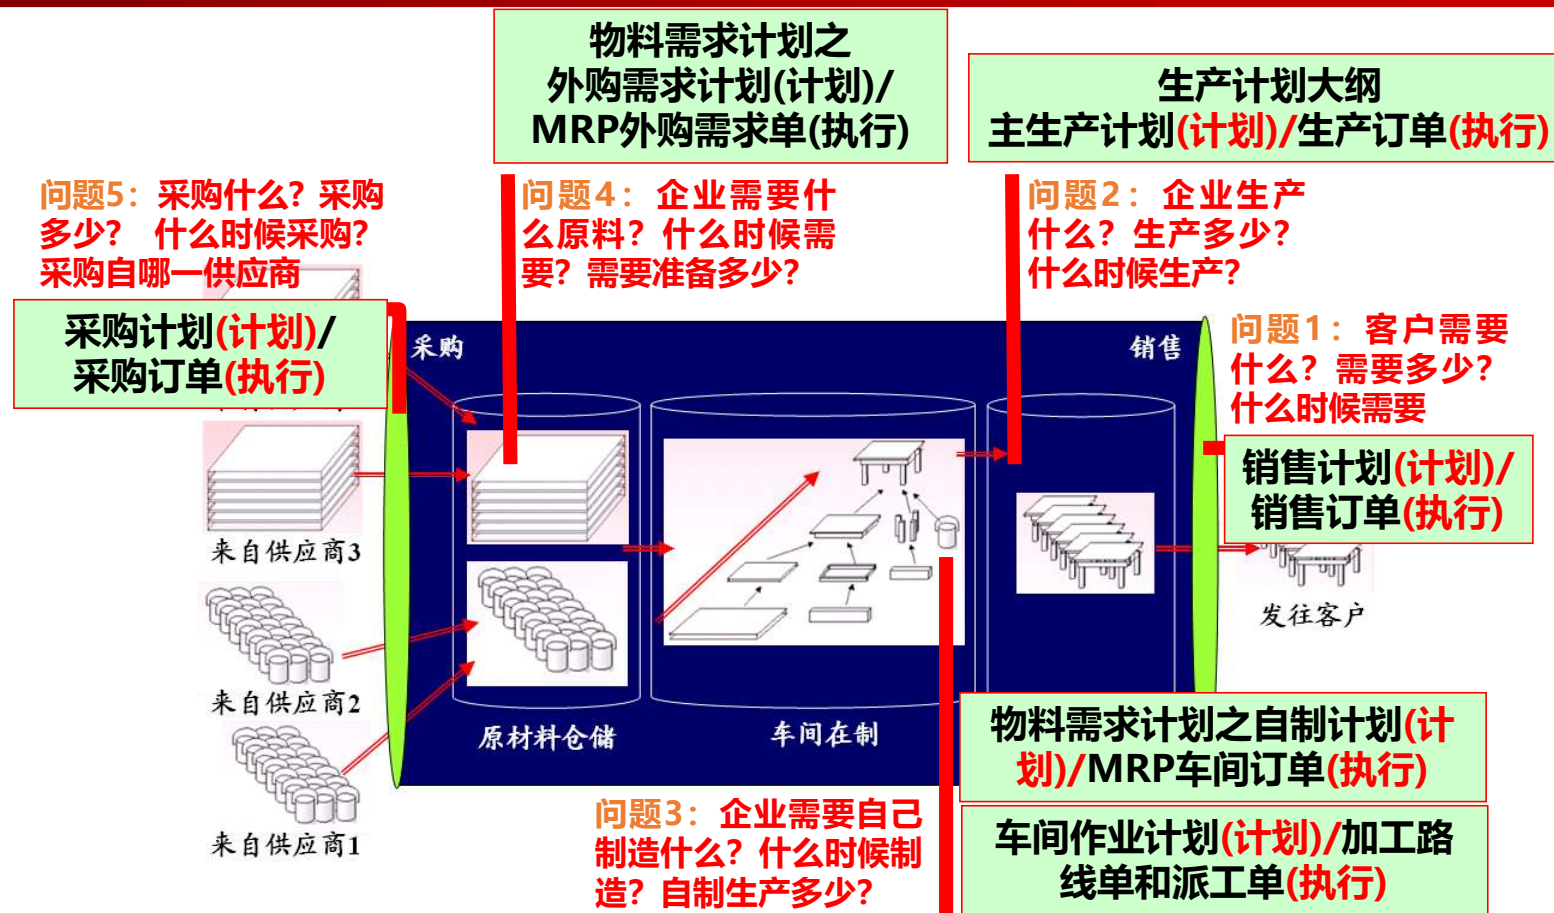 物料需求计划之
外购需求计划(计划)/
MRP外购需求单(执行)
生产计划大纲
主生产计划(计划)/生产订单(执行)
问题5：采购什么？采购
多少？ 什么时候采购？
采购自哪一供应商
问题4：企业需要什
么原料？什么时候需
要？需要准备多少？
问题2：企业生产
什么？生产多少？
什么时候生产？
采购计划(计划)/
采购订单(执行)
采购
销售
问题1：客户需要
什么？需要多少？
什么时候需要
销售计划(计划)/
销售订单(执行)
来自供应商3
发往客户
来自供应商2
原材料仓储
车间在制
物料需求计划之自制计划(计
划)/MRP车间订单(执行)
来自供应商1
问题3：企业需要自己
制造什么？什么时候制
造？自制生产多少？
车间作业计划(计划)/加工路
线单和派工单(执行)